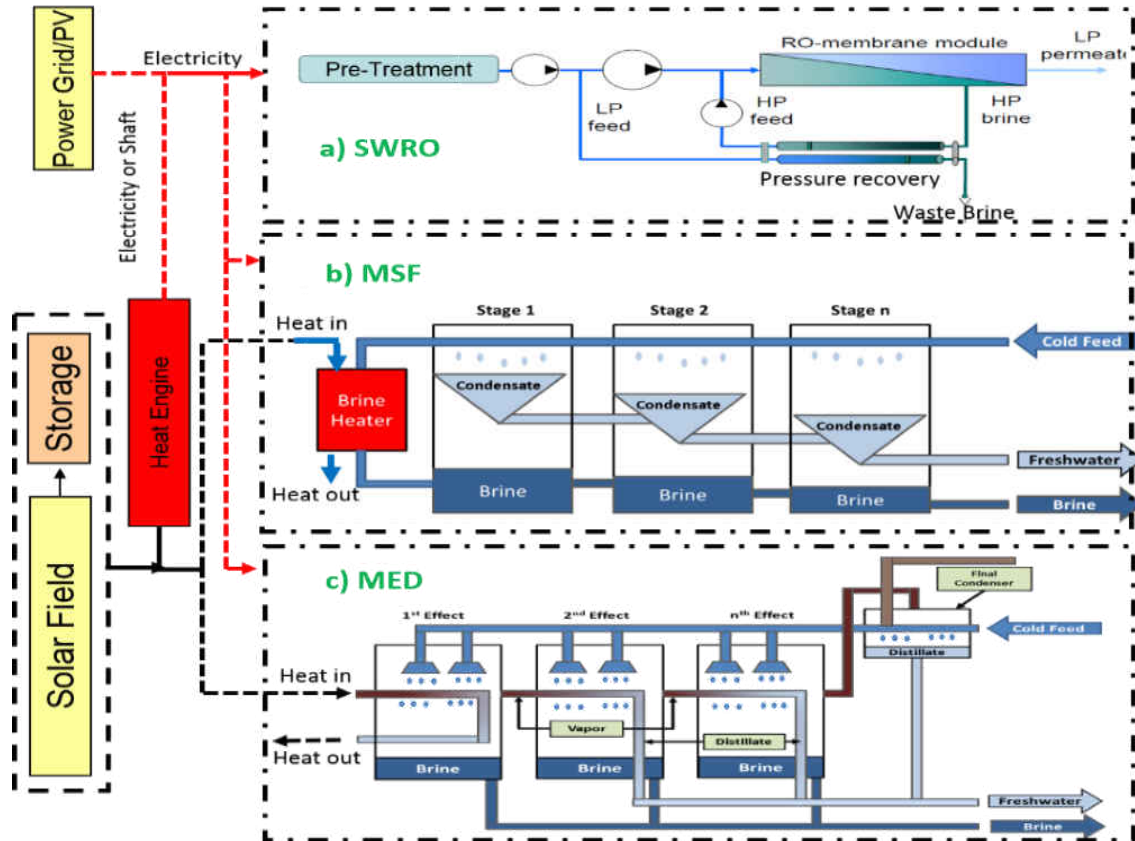 Power Grid/PV
Electricity
Electricity or Shaft
Heat Engine
Storage
Solar Field
Pre-Treatment
LP
feed
HP
feed
RO-membrane module
LP
permeate
HP
brine
a) SWRO
Pressure recovery
Waste Brine
b) MSF
Heat in
Stage 1
Stage 2
Stage n
Cold Feed
Brine
Heater
Condensate
Condensate
Condensate
Freshwater
Heat out
Brine
Brine
Brine
Brine
c) MED
Final
Condenser
1st Effect
2nd Effect
nth Effect
Cold Feed
Distillate
Heat in
Vapor
Distillate
Heat out
Brine
Brine
Brine
Freshwater
Brine